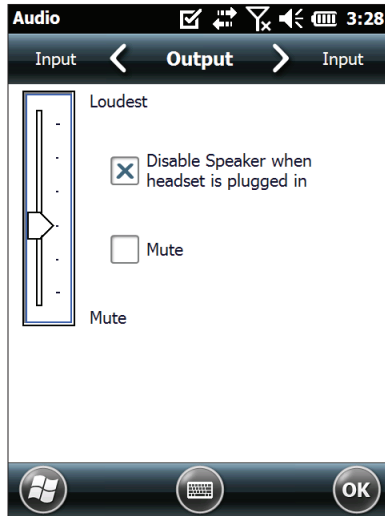 Audio 3:28
Input Output Input
Loudest
Disable Speaker when
headset is plugged in
Mute
Mute
OK